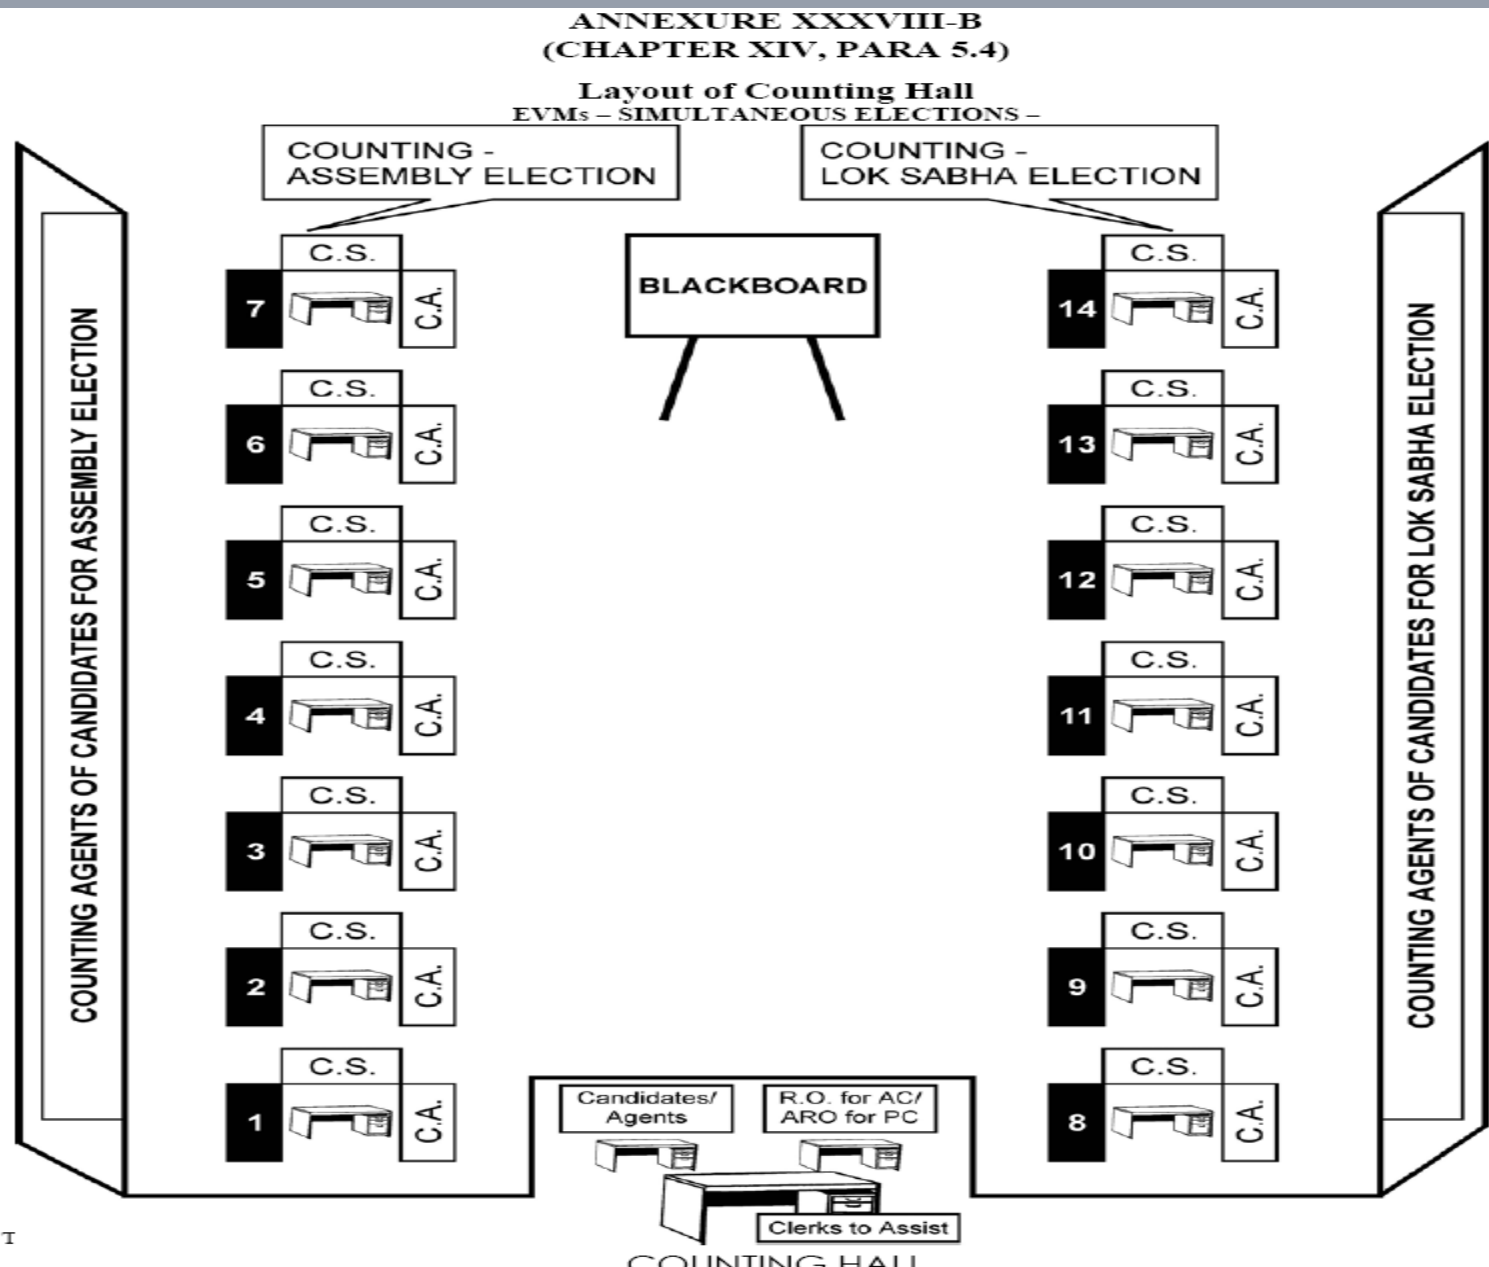 ANNEXURE XXXVIII-B
(CHAPTER XIV, PARA 5.4)
Layout of Counting Hall
EVMs – SIMULTANEOUS ELECTIONS –
COUNTING -
ASSEMBLY ELECTION
COUNTING -
LOK SABHA ELECTION
COUNTING AGENTS OF CANDIDATES FOR ASSEMBLY ELECTION
C.S.
7
C.A.
C.S.
6
C.A.
C.S.
5
C.A.
C.S.
4
C.A.
C.S.
3
C.A.
C.S.
2
C.A.
C.S.
1
C.A.
BLACKBOARD
C.S.
14
C.A.
C.S.
13
C.A.
C.S.
12
C.A.
C.S.
11
C.A.
C.S.
10
C.A.
C.S.
9
C.A.
C.S.
8
C.A.
COUNTING AGENTS OF CANDIDATES FOR LOK SABHA ELECTION
Candidates/
Agents
R.O. for AC/
ARO for PC
Clerks to Assist
T
COUNTING HALL